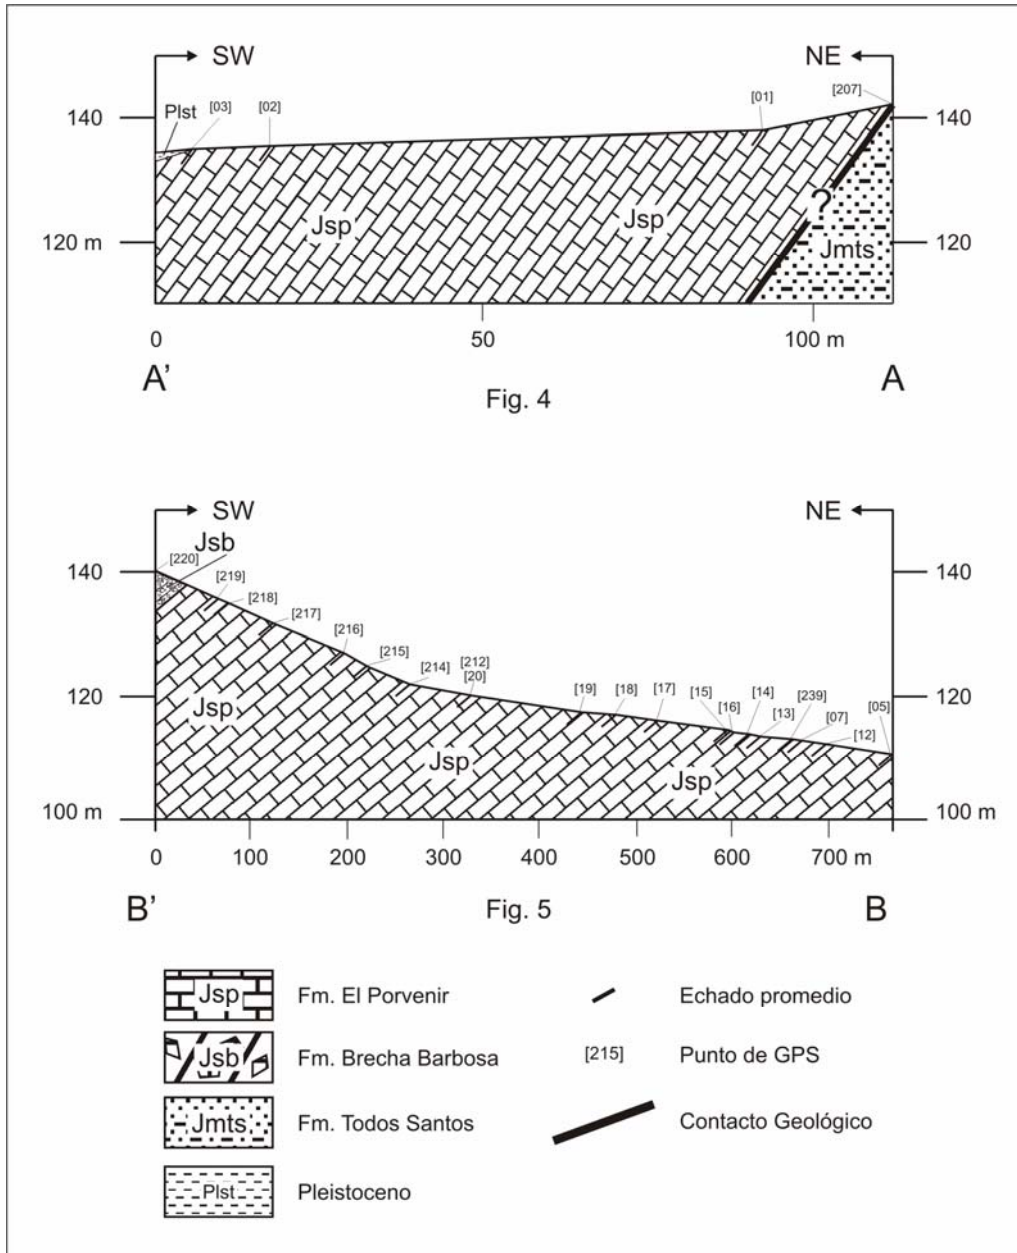 SW NE
[207]
Plst [03] [02] [01]
140 140
Jsp Jsp ?
120 m Jmts 120
0 50 100 m
A' A
Fig. 4
SW NE
Jsb
[220]
140 [219] 140
[218]
[217]
[216]
[215]
[214] [212]
[20]
120 [19] [18] [17] [15] [16] [14] [13] [239] [07] [12] [05] 120
Jsp Jsp Jsp
100 m 100
0 100 200 300 400 500 600 700 m
B' B
Fig. 5
Jsp Fm. El Porvenir Echado promedio
Jsb Fm. Brecha Barbosa [215] Punto de GPS
Jmts Fm. Todos Santos Contacto Geológico
Plst Pleistoceno